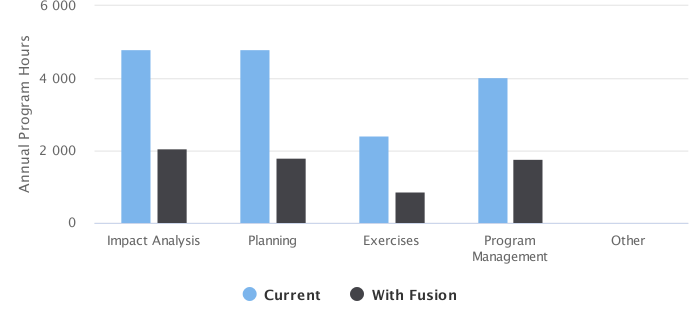 Annual Program Hours
6 000
4 000
2 000
0
Impact Analysis
Planning
Exercises
Program
Management
Other
Current
With Fusion